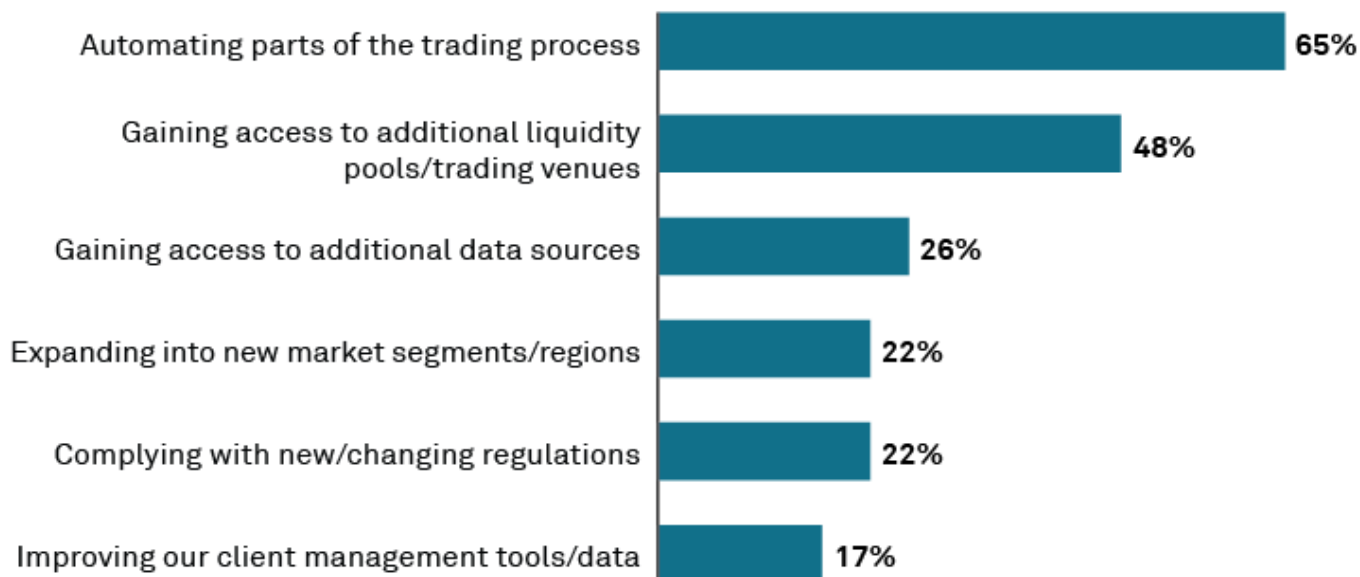 Automating parts of the trading process 65%
Gaining access to additional liquidity
pools/trading venues 48%
Gaining access to additional data sources 26%
Expanding into new market segments/regions 22%
Complying with new/changing regulations 22%
Improving our client management tools/data 17%